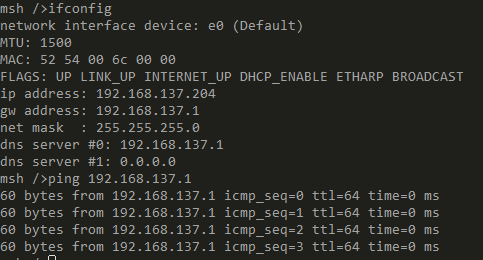 msh />ifconfig
network interface device: e0 (Default)
MTU: 1500
MAC: 52 54 00 6c 00 00
FLAGS: UP LINK_UP INTERNET_UP DHCP_ENABLE ETHARP BROADCAST
ip address: 192.168.137.204
gw address: 192.168.137.1
net mask  : 255.255.255.0
dns server #0: 192.168.137.1
dns server #1: 0.0.0.0
msh />ping 192.168.137.1
60 bytes from 192.168.137.1 icmp_seq=0 ttl=64 time=0 ms
60 bytes from 192.168.137.1 icmp_seq=1 ttl=64 time=0 ms
60 bytes from 192.168.137.1 icmp_seq=2 ttl=64 time=0 ms
60 bytes from 192.168.137.1 icmp_seq=3 ttl=64 time=0 ms